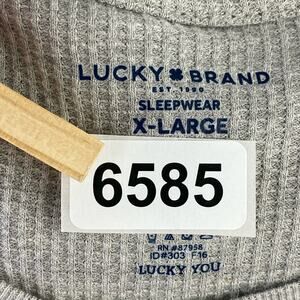 LUCKY BRAND
EST 1990
SLEEPWEAR
X-LARGE
6585
RN #87958
ID#303 F16
LUCKY YOU